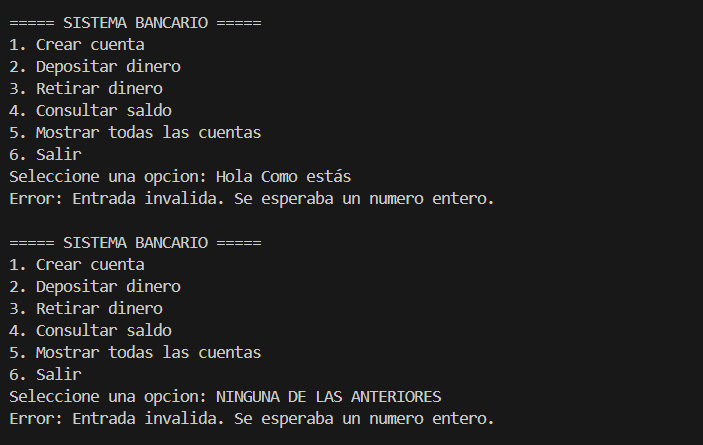 ===== SISTEMA BANCARIO =====
1. Crear cuenta
2. Depositar dinero
3. Retirar dinero
4. Consultar saldo
5. Mostrar todas las cuentas
6. Salir
Seleccione una opcion: Hola Como estás
Error: Entrada invalida. Se esperaba un numero entero.
===== SISTEMA BANCARIO =====
1. Crear cuenta
2. Depositar dinero
3. Retirar dinero
4. Consultar saldo
5. Mostrar todas las cuentas
6. Salir
Seleccione una opcion: NINGUNA DE LAS ANTERIORES
Error: Entrada invalida. Se esperaba un numero entero.